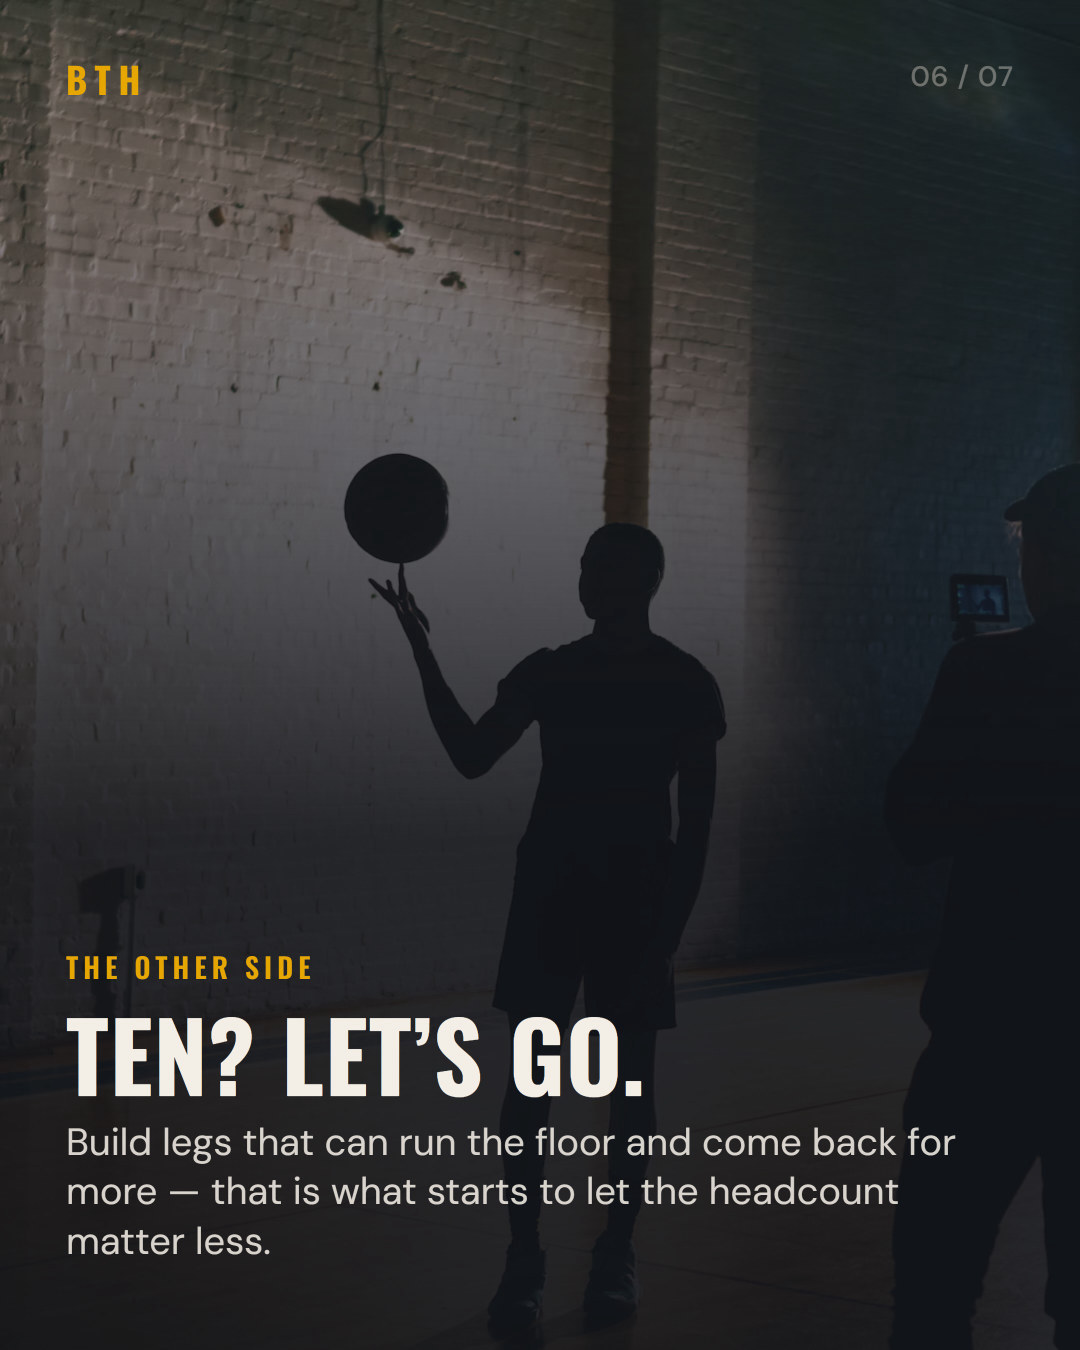 BTH
06 / 07
THE OTHER SIDE
TEN? LET’S GO.
Build legs that can run the floor and come back for
more — that is what starts to let the headcount
matter less.